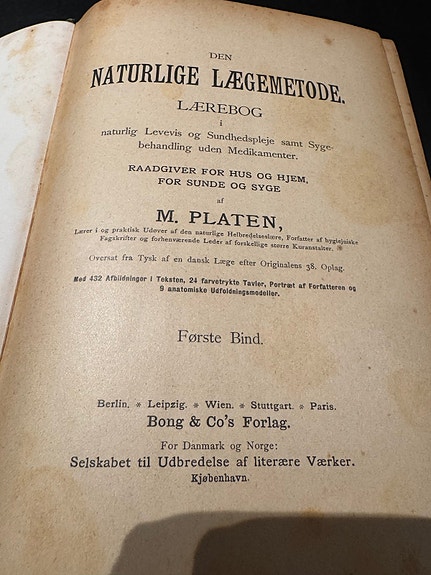 DEN
NATURLIGE LÆGEMETODE.
LÆREBOG
i
naturlig Levevis og Sundhedspleje samt Syge-
behandling uden Medikamenter.
RAADGIVER FOR HUS OG HJEM,
FOR SUNDE OG SYGE
af
M. PLATEN,
Lærer i og praktisk Udøver af den naturlige Helbredelseslære, Forfatter af hygiejniske
Fagskrifter og forhenværende Leder af forskellige større Kuranstalter. *
Oversat fra Tysk af en dansk Læge efter Originalens 38. Oplag.
Med 432 Afbildninger i Teksten, 24 farvetrykte Tavler, Portræt af Forfatteren og
9 anatomiske Udfoldningsmodeller.
Første Bind.
Berlin. * Leipzig. * Wien. * Stuttgart. * Paris.
Bong & Co's Forlag.
For Danmark og Norge:
Selskabet til Udbredelse af literære Værker.
Kjøbenhavn.